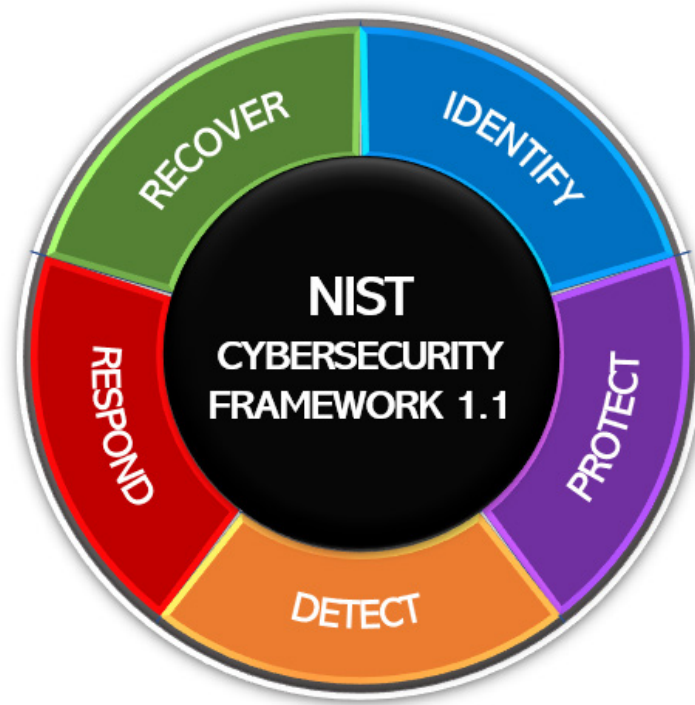 NIST
CYBERSECURITY
FRAMEWORK 1.1
IDENTIFY
PROTECT
DETECT
RESPOND
RECOVER